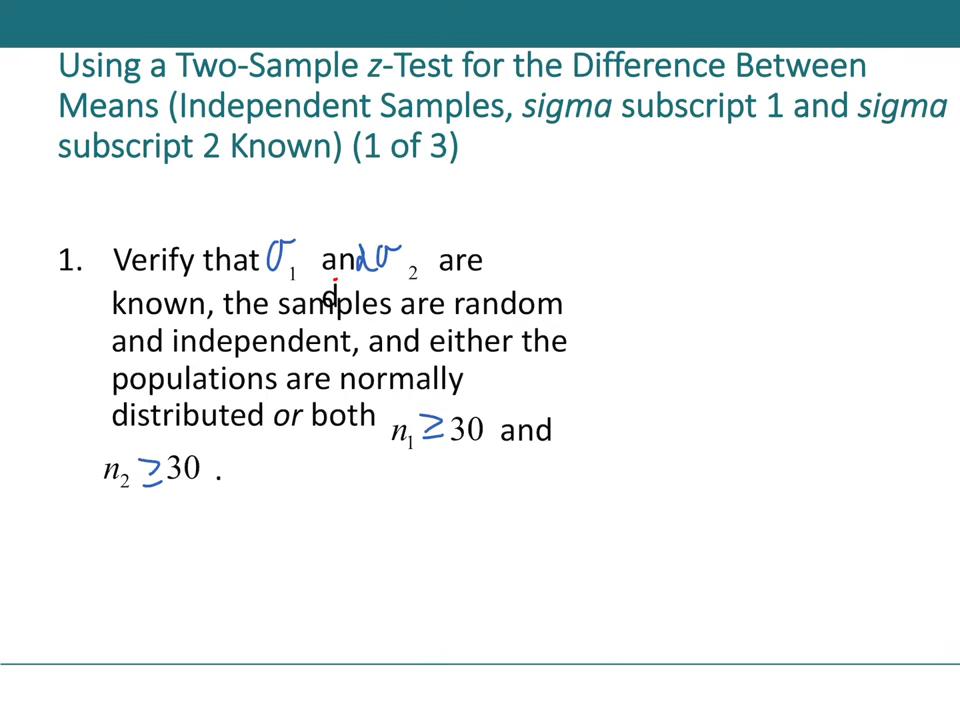 Using a Two-Sample z-Test for the Difference Between
Means (Independent Samples, sigma subscript 1 and sigma
subscript 2 Known) (1 of 3)
1. Verify that σ₁ and σ₂ are
known, the samples are random
and independent, and either the
populations are normally
distributed or both n₁ ≥ 30 and
n₂ ≥ 30 .